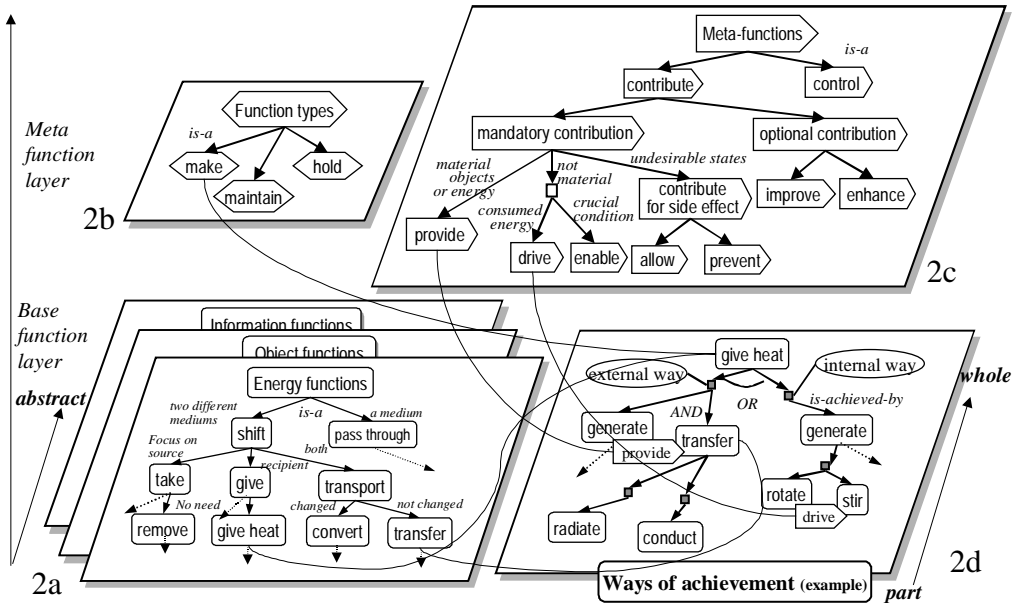 Meta
function
layer
Function types
is-a
make
hold
maintain
2b
Meta-functions
is-a
contribute
control
mandatory contribution
optional contribution
material
objects
or energy
not
material
undesirable states
contribute
for side effect
improve
enhance
consumed
energy
crucial
condition
provide
drive
enable
allow
prevent
2c
Base
function
layer
abstract
Information functions
Object functions
Energy functions
two different
mediums
is-a
a medium
shift
pass through
Focus on
source
recipient
both
take
give
transport
No need
changed
not changed
remove
give heat
convert
transfer
2a
give heat
external way
internal way
whole
AND
OR
is-achieved-by
generate
transfer
generate
provide
rotate
stir
drive
radiate
conduct
2d
Ways of achievement (example)
part